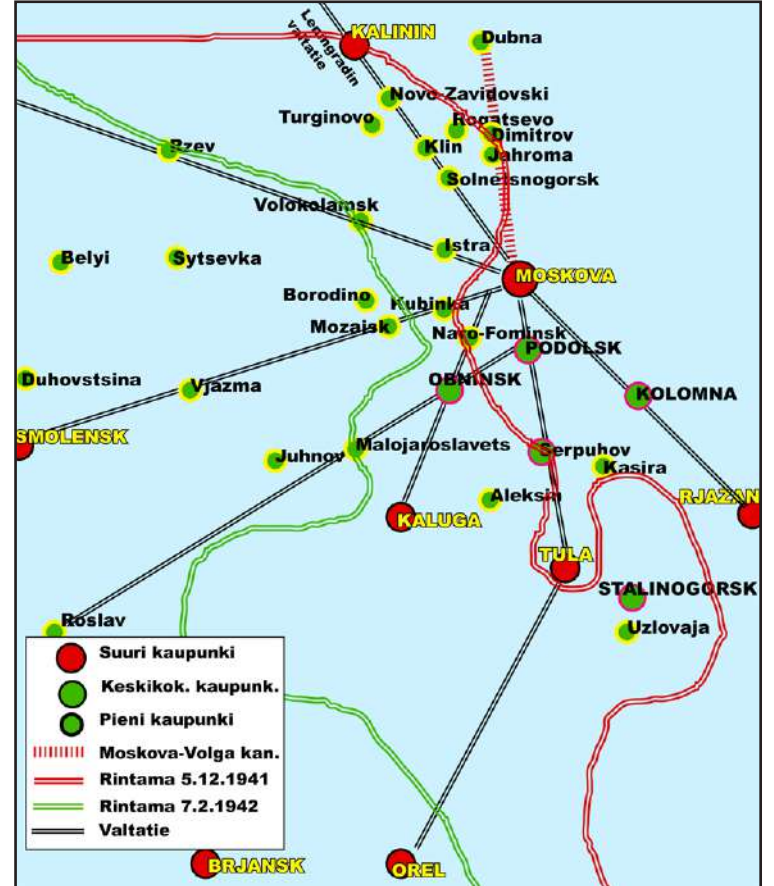 KALININ
Dubna
Leningradin
valtatie
Novo-Zavidovski
Turginovo
Rogatsevo
Dimitrov
Klin
Jahroma
Rzev
Solnetsnogorsk
Volokolamsk
Istra
Belyi
Sytsevka
MOSKOVA
Borodino
Kubinka
Mozaisk
Naro-Fominsk
PODOLSK
Duhovstsina
Vjazma
OBNINSK
KOLOMNA
SMOLENSK
Juhnov
Malojaroslavets
Serpuhov
Kasira
Aleksin
RJAZAN
KALUGA
TULA
STALINOGORSK
Roslav
Uzlovaja
Suuri kaupunki
Keskikok. kaupunk.
Pieni kaupunki
Moskova-Volga kan.
Rintama 5.12.1941
Rintama 7.2.1942
Valtatie
BRJANSK
OREL